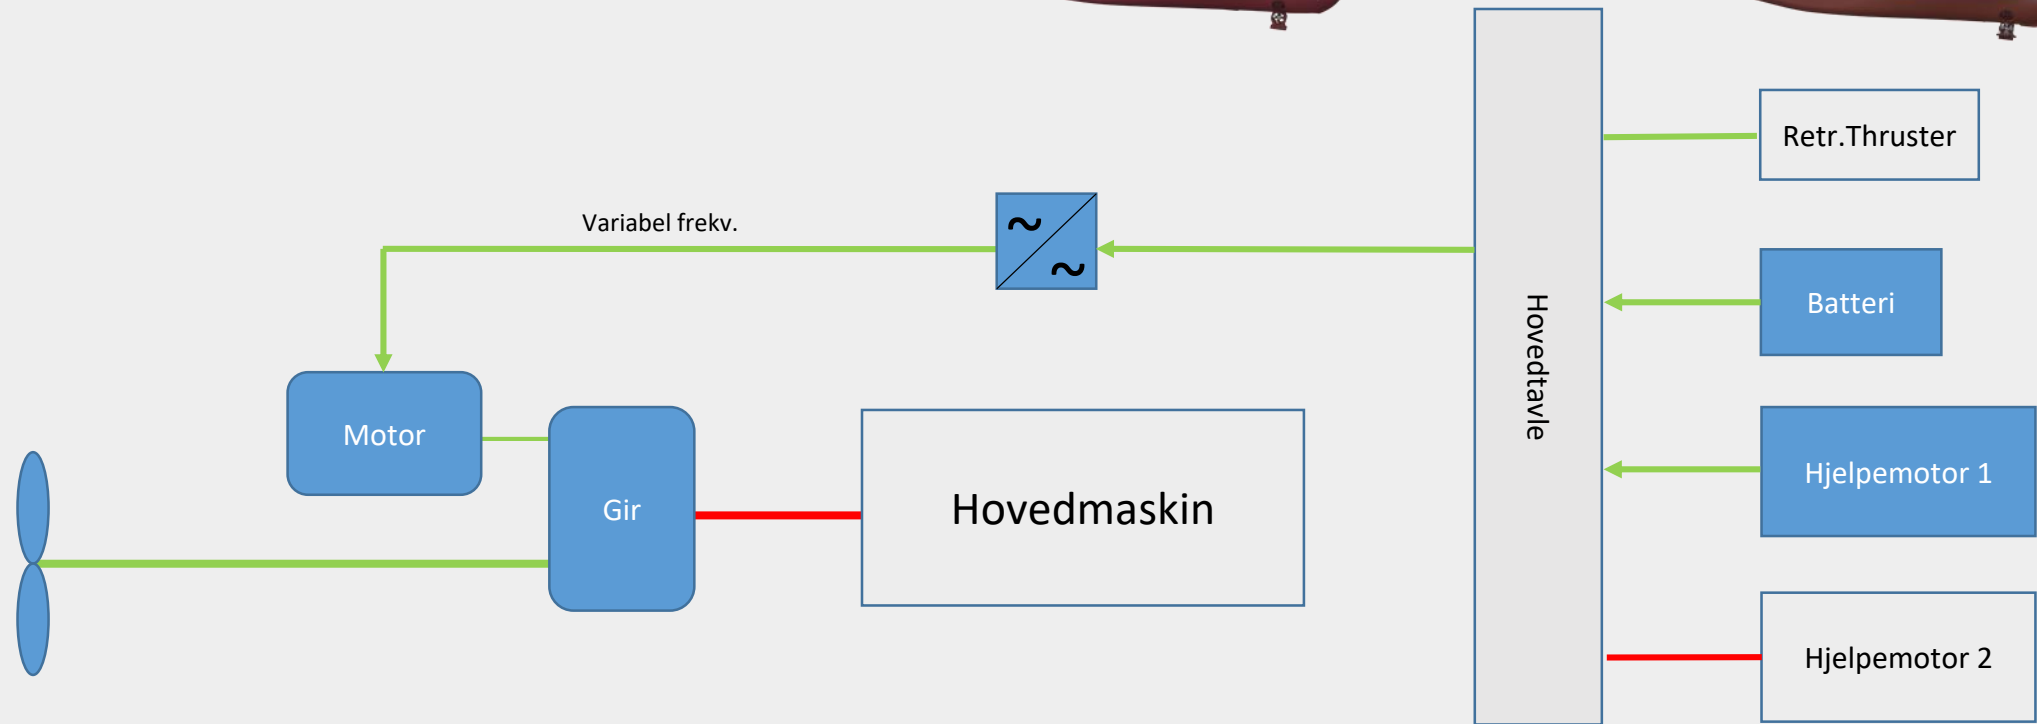 Retr.Thruster
Variabel frekv.
~
~
Batteri
Hovedtavle
Motor
Gir
Hovedmaskin
Hjelpemotor 1
Hjelpemotor 2